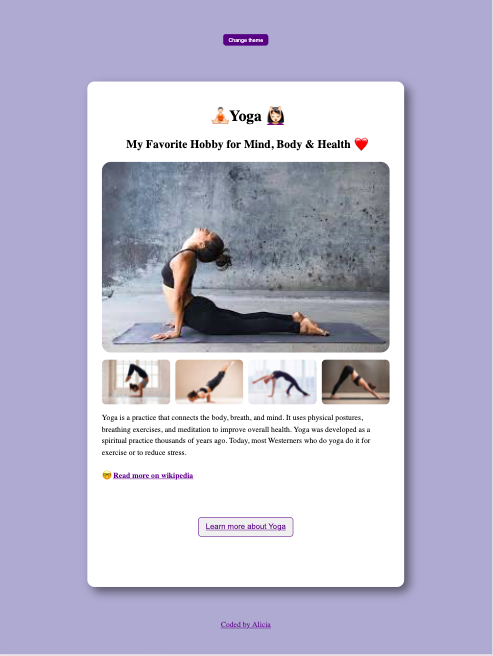 Change theme
🧘🏻‍♀️Yoga 💆🏻‍♀️
My Favorite Hobby for Mind, Body & Health ❤️
Yoga is a practice that connects the body, breath, and mind. It uses physical postures,
breathing exercises, and meditation to improve overall health. Yoga was developed as a
spiritual practice thousands of years ago. Today, most Westerners who do yoga do it for
exercise or to reduce stress.
🤓 Read more on wikipedia
Learn more about Yoga
Coded by Alicia